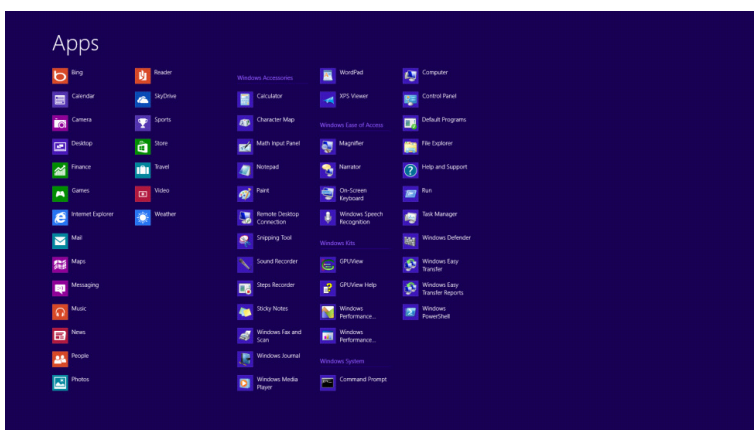 Apps
Bing
Calendar
Camera
Desktop
Finance
Games
Internet Explorer
Mail
Maps
Messaging
Music
News
People
Photos
Reader
SkyDrive
Sports
Store
Travel
Video
Weather
Windows Accessories
Calculator
Character Map
Math Input Panel
Notepad
Paint
Remote Desktop
Connection
Snipping Tool
Sound Recorder
Steps Recorder
Sticky Notes
Windows Fax and
Scan
Windows Journal
Windows Media
Player
WordPad
XPS Viewer
Windows Ease of Access
Magnifier
Narrator
On-Screen
Keyboard
Windows Speech
Recognition
Windows Kits
GPUView
GPUView Help
Windows
Performance...
Windows
Performance...
Windows System
Command Prompt
Computer
Control Panel
Default Programs
File Explorer
Help and Support
Run
Task Manager
Windows Defender
Windows Easy
Transfer
Windows Easy
Transfer Reports
Windows
PowerShell